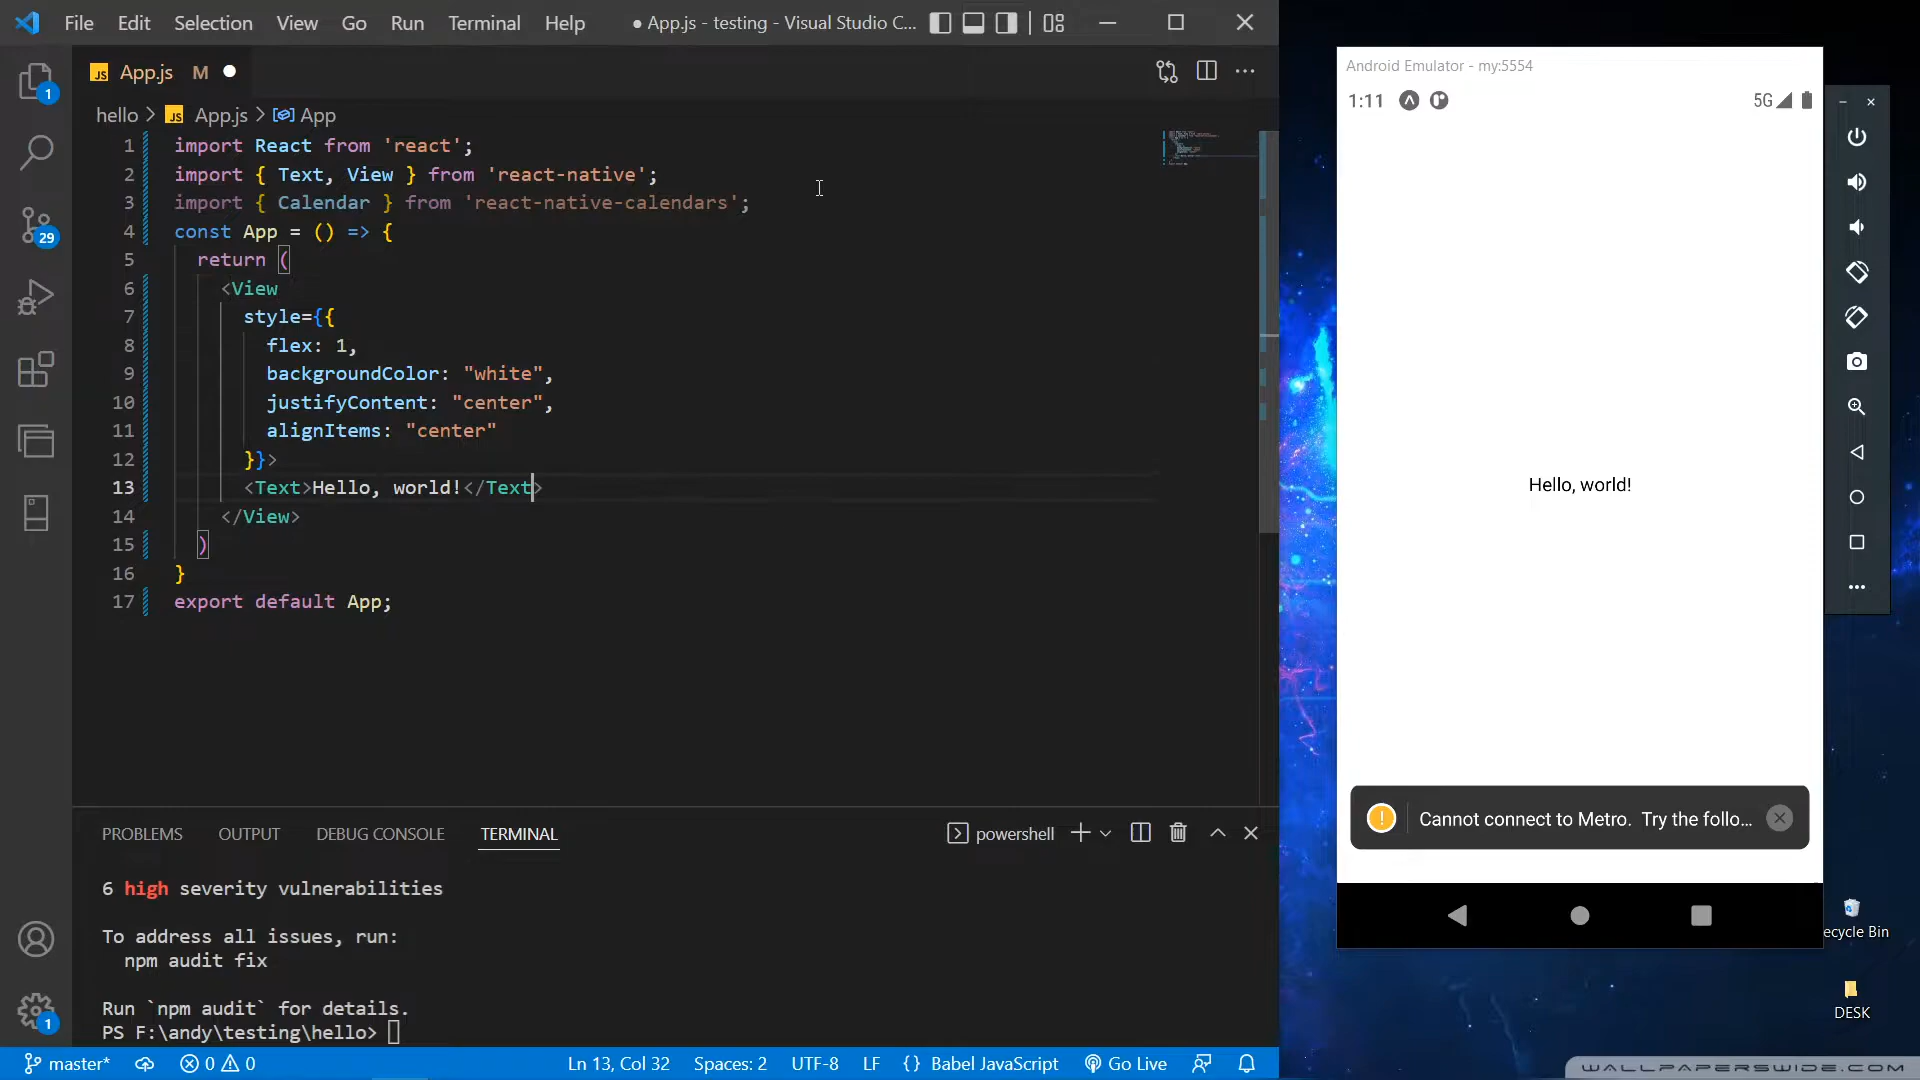 File Edit Selection View Go Run Terminal Help ● App.js - testing - Visual Studio C...
JS App.js M
hello > JS App.js > App
1 import React from 'react';
2 import { Text, View } from 'react-native';
3 import { Calendar } from 'react-native-calendars';
4 const App = () => {
5 return (
6 <View
7 style={{
8 flex: 1,
9 backgroundColor: "white",
10 justifyContent: "center",
11 alignItems: "center"
12 }}>
13 <Text>Hello, world!</Text>
14 </View>
15 )
16 }
17 export default App;
1
29
1
PROBLEMS OUTPUT DEBUG CONSOLE TERMINAL powershell
6 high severity vulnerabilities
To address all issues, run:
npm audit fix
Run `npm audit` for details.
PS F:\andy\testing\hello>
master* 0 0 Ln 13, Col 32 Spaces: 2 UTF-8 LF {} Babel JavaScript Go Live
Android Emulator - my:5554
1:11 5G
Hello, world!
Cannot connect to Metro. Try the follo...
ecycle Bin
DESK
WALLPAPERSWIDE.COM